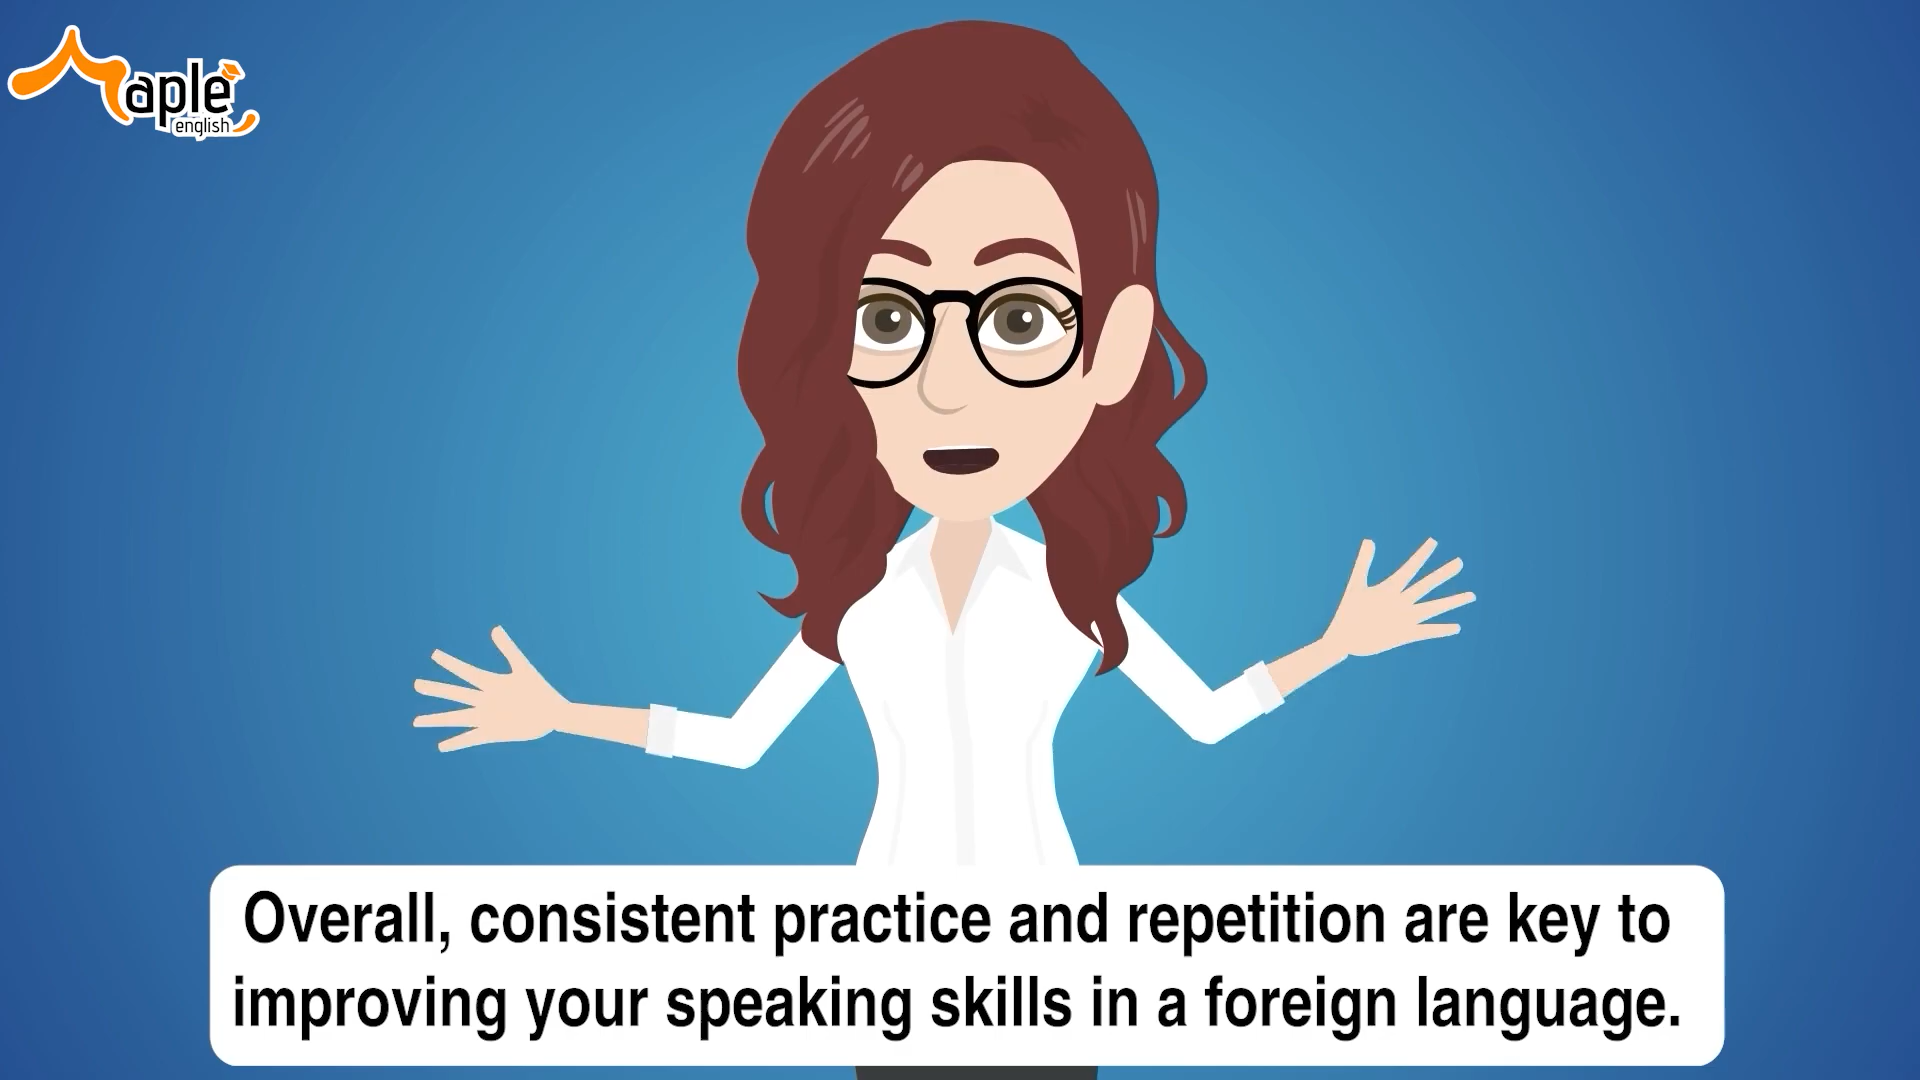 Maple
english
Overall, consistent practice and repetition are key to
improving your speaking skills in a foreign language.